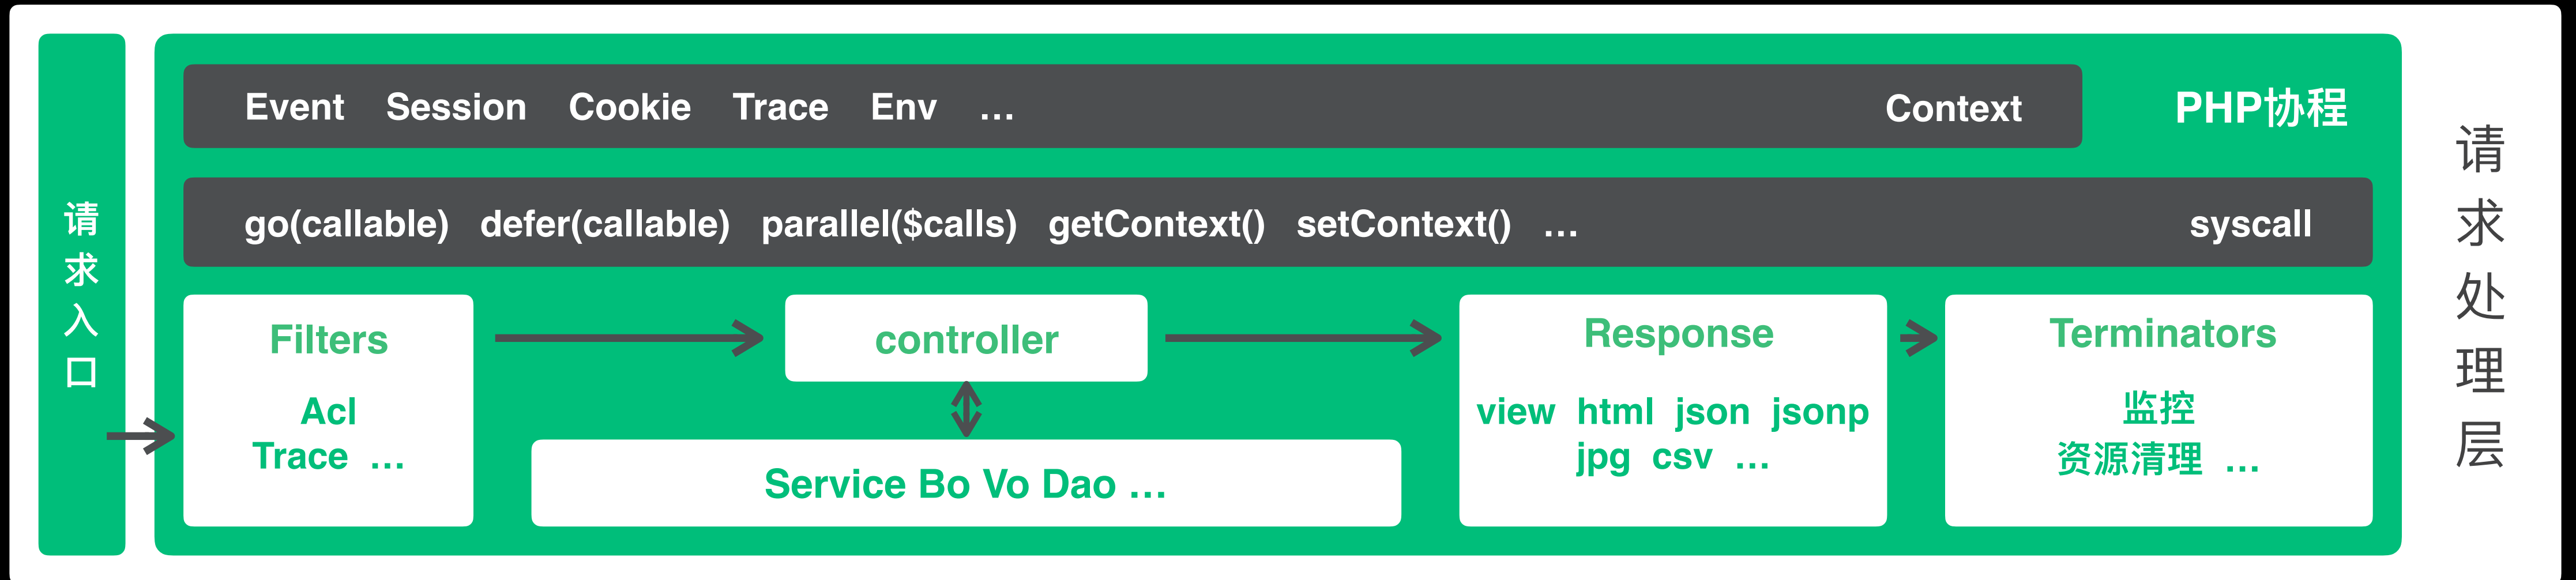 请求入口
Event Session Cookie Trace Env ... Context
PHP协程
go(callable) defer(callable) parallel($calls) getContext() setContext() ... syscall
Filters
Acl
Trace ...
controller
Service Bo Vo Dao ...
Response
view html json jsonp
jpg csv ...
Terminators
监控
资源清理 ...
请求处理层